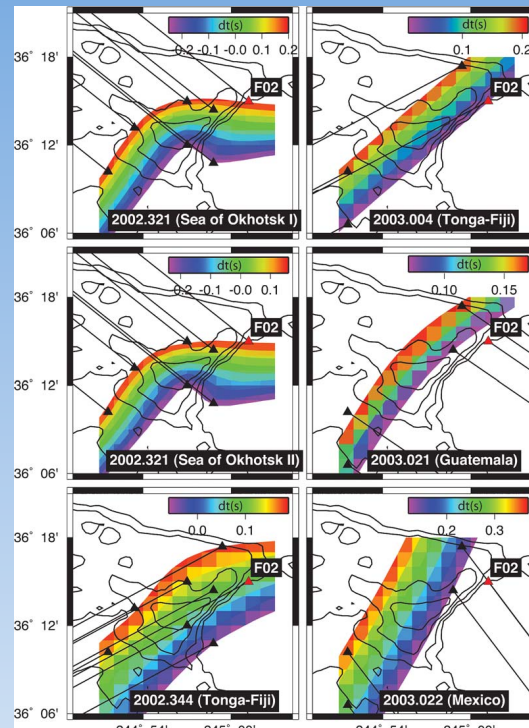 dt(s)
-0.2 -0.1 -0.0 0.1 0.2
36° 18'
36° 12'
36° 06'
F02
2002.321 (Sea of Okhotsk I)
dt(s)
0.1 0.2
F02
2003.004 (Tonga-Fiji)
dt(s)
-0.2 -0.1 0.0 0.1
36° 18'
36° 12'
36° 06'
F02
2002.321 (Sea of Okhotsk II)
dt(s)
0.10 0.15
F02
2003.021 (Guatemala)
dt(s)
0.0 0.1
36° 18'
36° 12'
36° 06'
F02
2002.344 (Tonga-Fiji)
dt(s)
0.2 0.3
F02
2003.022 (Mexico)